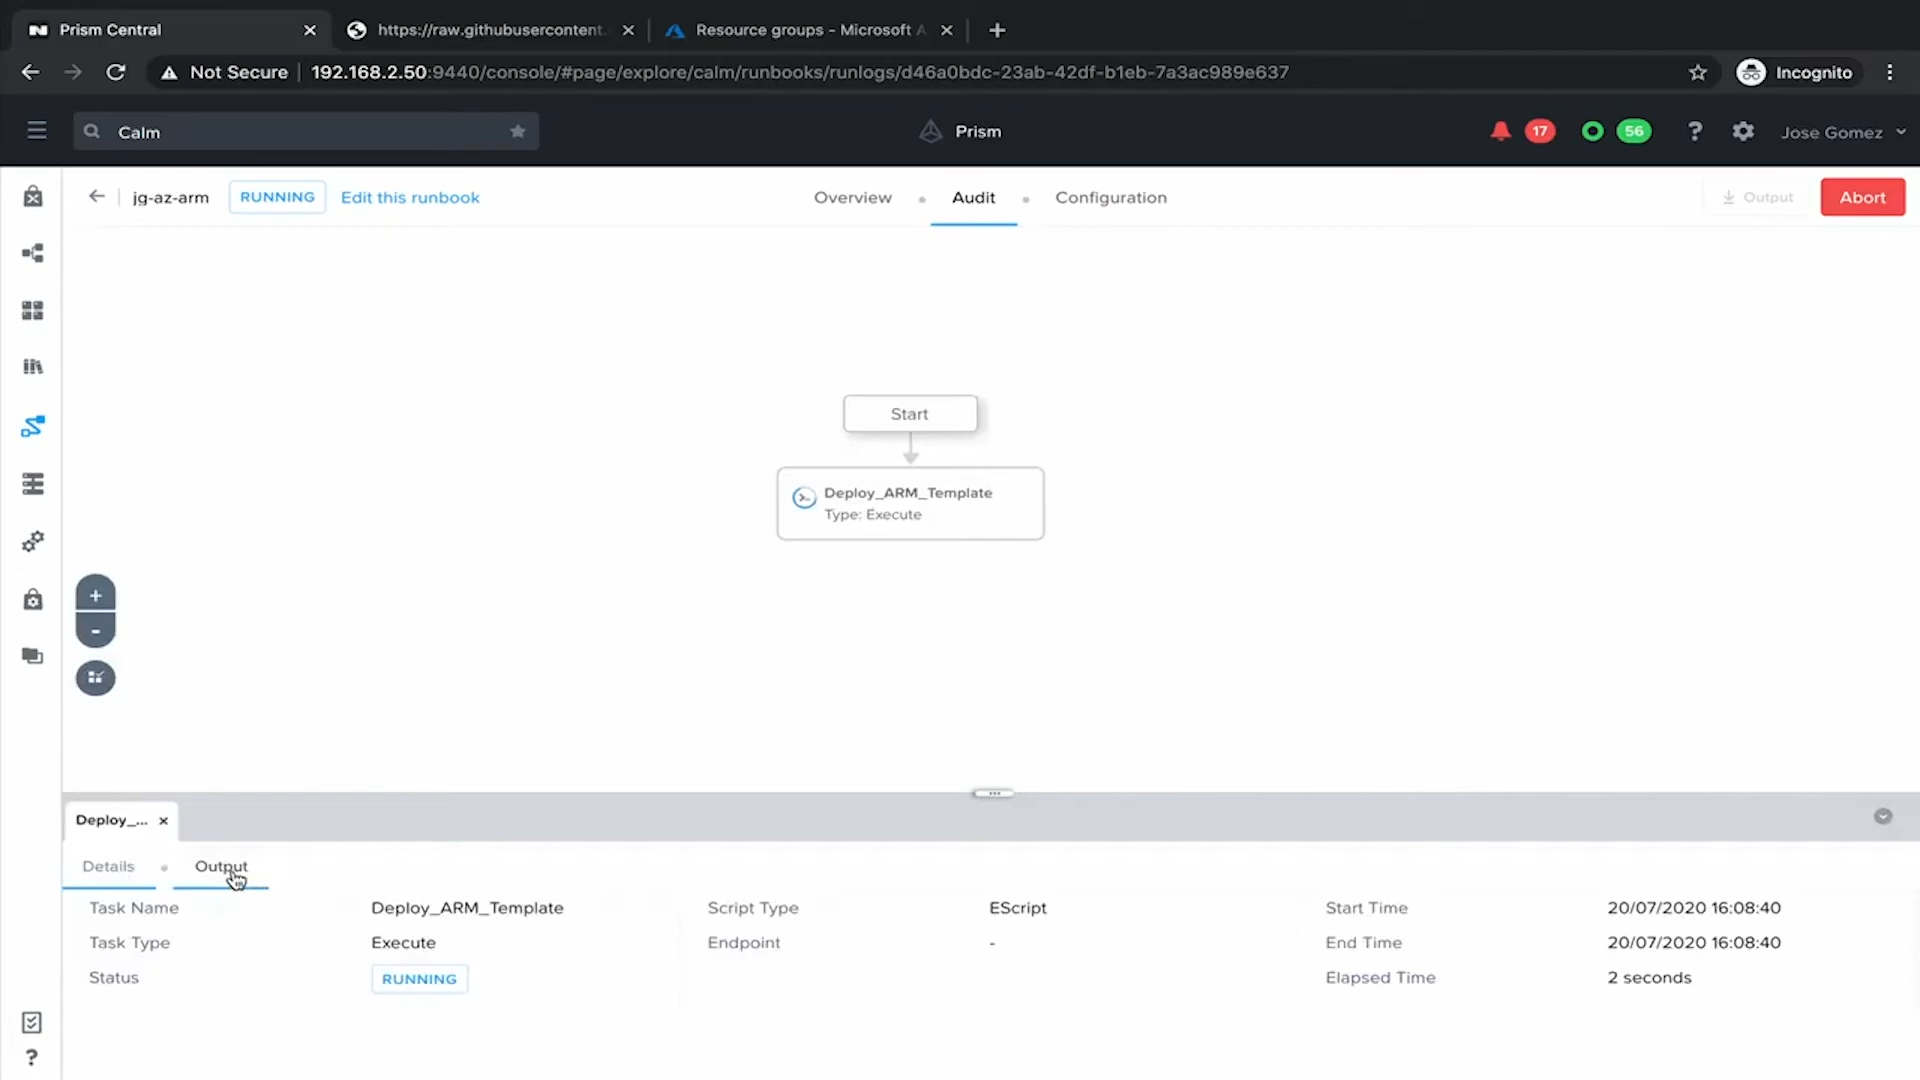 Prism Central
https://raw.githubusercontent.
Resource groups - Microsoft A
Not Secure
192.168.2.50:9440/console/#page/explore/calm/runbooks/runlogs/d46a0bdc-23ab-42df-b1eb-7a3ac989e637
Incognito
Calm
Prism
17
56
?
Jose Gomez
jg-az-arm
RUNNING
Edit this runbook
Overview
Audit
Configuration
Output
Abort
Start
Deploy_ARM_Template
Type: Execute
+
-
Deploy_...
Details
Output
Task Name
Deploy_ARM_Template
Script Type
EScript
Start Time
20/07/2020 16:08:40
Task Type
Execute
Endpoint
-
End Time
20/07/2020 16:08:40
Status
RUNNING
Elapsed Time
2 seconds
?